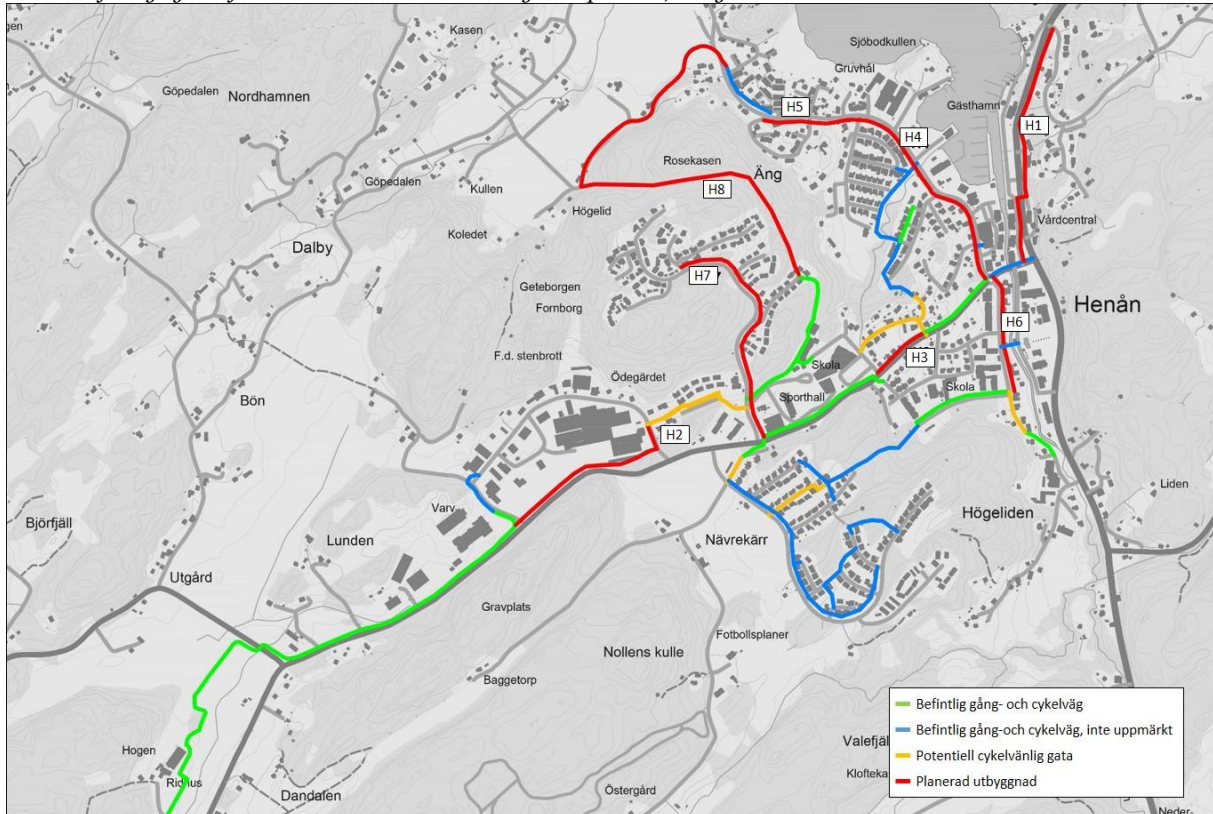 Kasen
Sjöbodkullen
Göpedalen
Nordhamnen
Gruvhål
Gästhamn
H5
H1
H4
Rosekasen
Äng
Göpedalen
Kullen
H8
Högelid
Vårdcentral
Koledet
Dalby
H7
Geteborgen
Fornborg
Henån
H6
F.d. stenbrott
H3
Skola
Ödegärdet
Skola
Sporthall
Bön
H2
Liden
Varv
Högeliden
Björfjäll
Lunden
Nävrekärr
Utgård
Gravplats
Fotbollsplaner
Nollens kulle
Baggetorp
Befintlig gång- och cykelväg
Befintlig gång-och cykelväg, inte uppmärkt
Potentiell cykelvänlig gata
Planerad utbyggnad
Hogen
Valefjäl
Klofteka
Dandalen
Östergård
Neder-